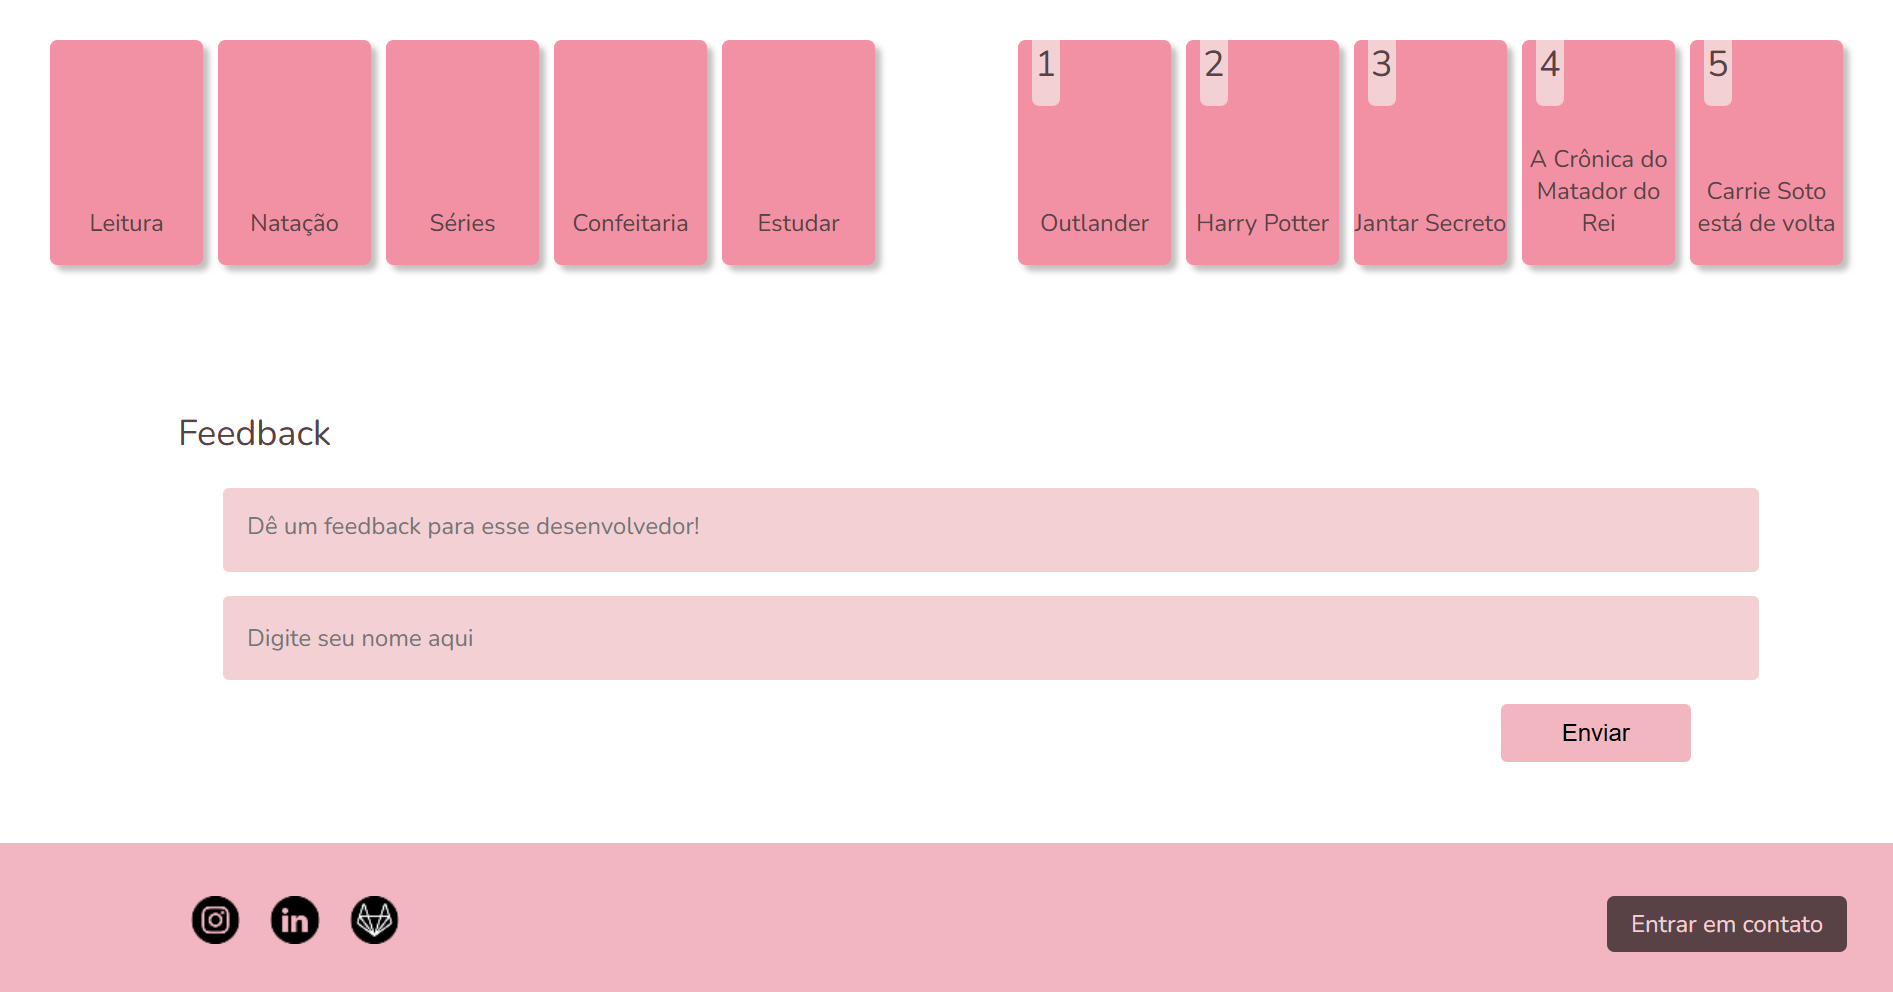 Leitura
Natação
Séries
Confeitaria
Estudar
1
Outlander
2
Harry Potter
3
Jantar Secreto
4
A Crônica do
Matador do
Rei
5
Carrie Soto
está de volta
Feedback
Dê um feedback para esse desenvolvedor!
Digite seu nome aqui
Enviar
in
Entrar em contato